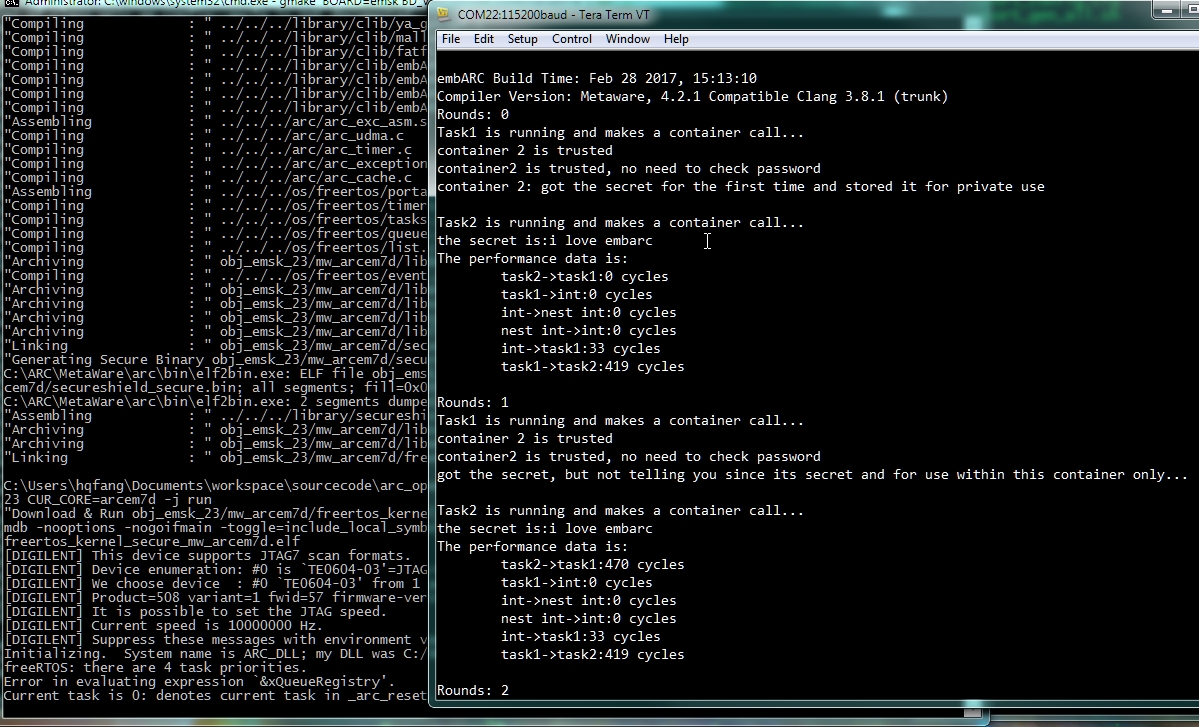 Administrator: C:\windows\system32\cmd.exe - gmake BOARD=emsk BD_V
"Compiling : " ../../../library/clib/ya_g
"Compiling : " ../../../library/clib/mall
"Compiling : " ../../../library/clib/fatf
"Compiling : " ../../../library/clib/embA
"Compiling : " ../../../library/clib/embA
"Compiling : " ../../../library/clib/embA
"Assembling : " ../../../arc/arc_exc_asm.s
"Compiling : " ../../../arc/arc_udma.c
"Compiling : " ../../../arc/arc_timer.c
"Compiling : " ../../../arc/arc_exception
"Compiling : " ../../../arc/arc_cache.c
"Assembling : " ../../../os/freertos/porta
"Compiling : " ../../../os/freertos/timer
"Compiling : " ../../../os/freertos/tasks
"Compiling : " ../../../os/freertos/queue
"Compiling : " ../../../os/freertos/list.
"Archiving : " obj_emsk_23/mw_arcem7d/lib
"Compiling : " ../../../os/freertos/event
"Archiving : " obj_emsk_23/mw_arcem7d/lib
"Archiving : " obj_emsk_23/mw_arcem7d/lib
"Archiving : " obj_emsk_23/mw_arcem7d/lib
"Archiving : " obj_emsk_23/mw_arcem7d/lib
"Linking : " obj_emsk_23/mw_arcem7d/sec
"Generating Secure Binary obj_emsk_23/mw_arcem7d/secu
C:\ARC\MetaWare\arc\bin\elf2bin.exe: ELF file obj_ems
cem7d/secureshield_secure.bin; all segments; fill=0x0
C:\ARC\MetaWare\arc\bin\elf2bin.exe: 2 segments dumpe
"Assembling : " ../../../library/secureshi
"Archiving : " obj_emsk_23/mw_arcem7d/lib
"Archiving : " obj_emsk_23/mw_arcem7d/lib
"Linking : " obj_emsk_23/mw_arcem7d/fre
C:\Users\hqfang\Documents\workspace\sourcecode\arc_op
23 CUR_CORE=arcem7d -j run
"Download & Run obj_emsk_23/mw_arcem7d/freertos_kerne
mdb -nooptions -nogoifmain -toggle=include_local_symb
freertos_kernel_secure_mw_arcem7d.elf
[DIGILENT] This device supports JTAG7 scan formats.
[DIGILENT] Device enumeration: #0 is `TE0604-03'=JTAG
[DIGILENT] We choose device : #0 `TE0604-03' from 1
[DIGILENT] Product=508 variant=1 fwid=57 firmware-ver
[DIGILENT] It is possible to set the JTAG speed.
[DIGILENT] Current speed is 10000000 Hz.
[DIGILENT] Suppress these messages with environment v
Initializing. System name is ARC_DLL; my DLL was C:/
freeRTOS: there are 4 task priorities.
Error in evaluating expression `&xQueueRegistry'.
Current task is 0: denotes current task in _arc_reset
COM22:115200baud - Tera Term VT
File Edit Setup Control Window Help
embARC Build Time: Feb 28 2017, 15:13:10
Compiler Version: Metaware, 4.2.1 Compatible Clang 3.8.1 (trunk)
Rounds: 0
Task1 is running and makes a container call...
container 2 is trusted
container2 is trusted, no need to check password
container 2: got the secret for the first time and stored it for private use
Task2 is running and makes a container call...
the secret is:i love embarc
The performance data is:
task2->task1:0 cycles
task1->int:0 cycles
int->nest int:0 cycles
nest int->int:0 cycles
int->task1:33 cycles
task1->task2:419 cycles
Rounds: 1
Task1 is running and makes a container call...
container 2 is trusted
container2 is trusted, no need to check password
got the secret, but not telling you since its secret and for use within this container only...
Task2 is running and makes a container call...
the secret is:i love embarc
The performance data is:
task2->task1:470 cycles
task1->int:0 cycles
int->nest int:0 cycles
nest int->int:0 cycles
int->task1:33 cycles
task1->task2:419 cycles
Rounds: 2